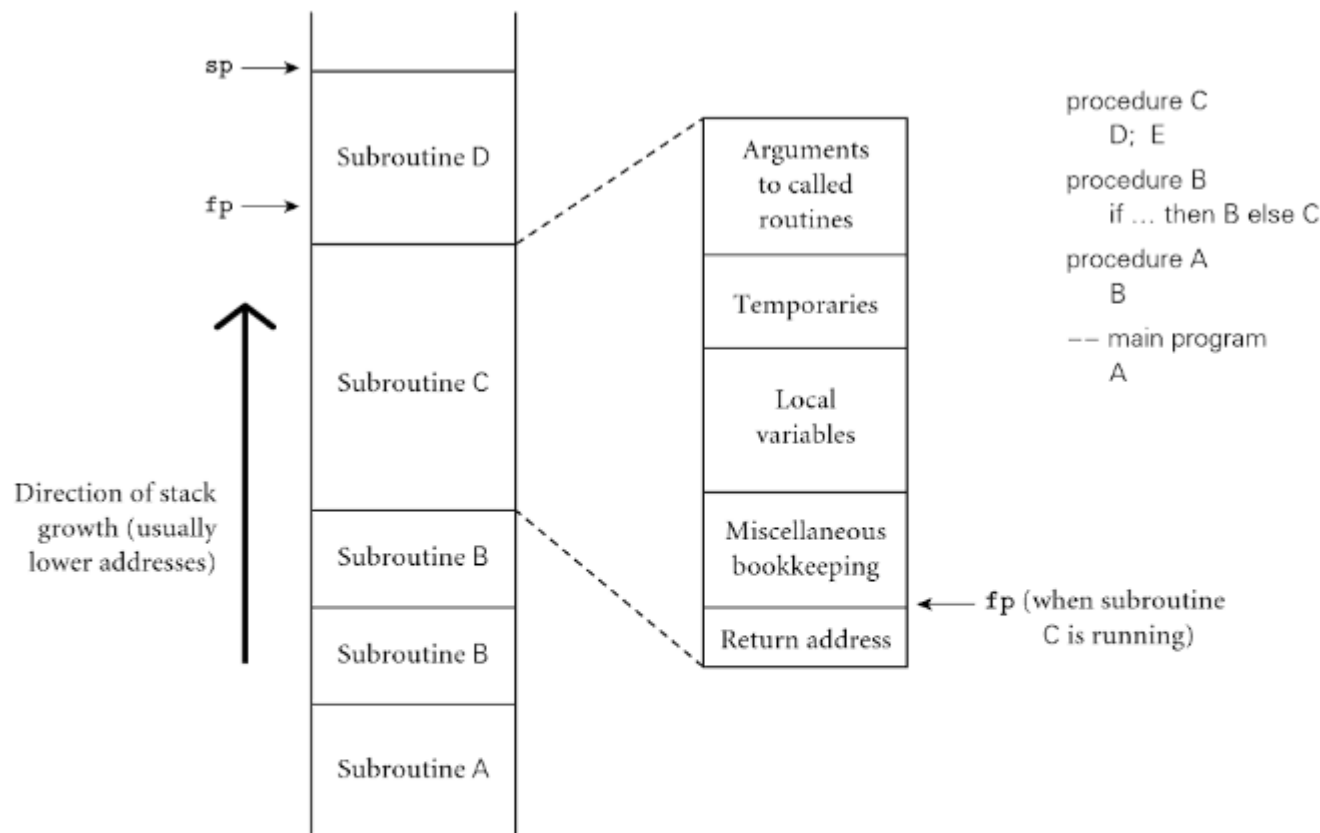 sp
Subroutine D
fp
Subroutine C
Direction of stack
growth (usually
lower addresses)
Subroutine B
Subroutine B
Subroutine A
Arguments
to called
routines
Temporaries
Local
variables
Miscellaneous
bookkeeping
Return address
fp (when subroutine
C is running)
procedure C
D; E
procedure B
if ... then B else C
procedure A
B
-- main program
A